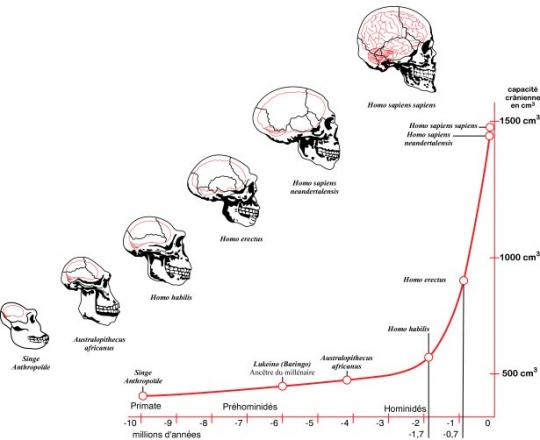 Homo sapiens sapiens
capacité
crânienne
en cm³
1500 cm³
Homo sapiens sapiens
Homo sapiens
neandertalensis
Homo sapiens
neandertalensis
Homo erectus
1000 cm³
Homo erectus
Homo habilis
Australopithecus
africanus
Singe
Anthropoïde
Homo habilis
500 cm³
Singe
Anthropoïde
Lukeino (Baringo)
Ancêtre du millénaire
Australopithecus
africanus
Primate
Préhominidés
Hominidés
-10 -9 -8 -7 -6 -5 -4 -3 -2 -1 0
millions d'années
-1,7 -0,7